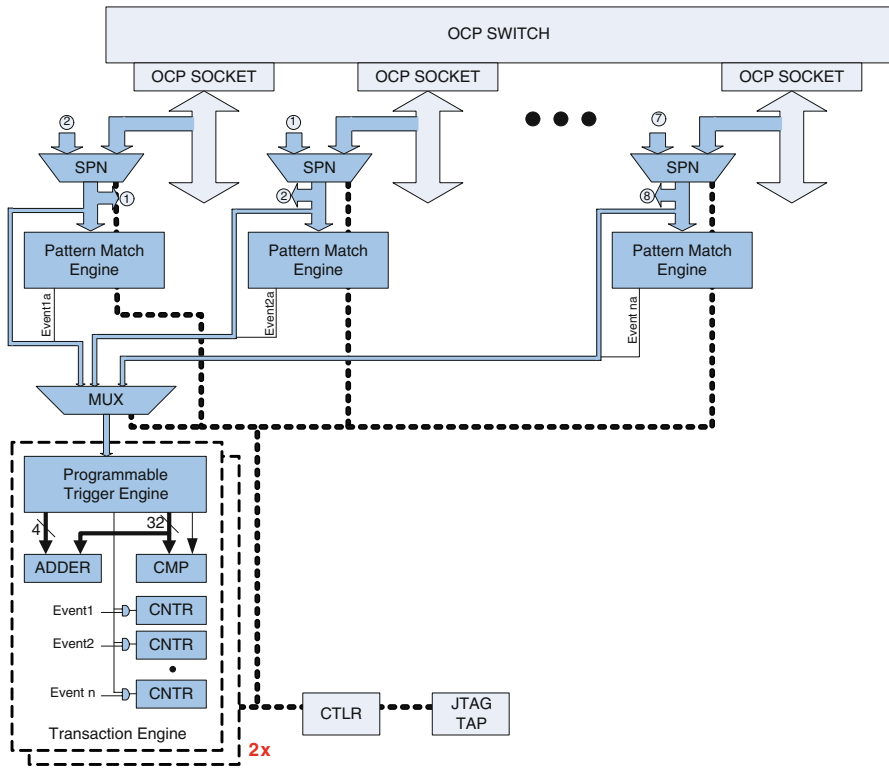 OCP SWITCH
OCP SOCKET
OCP SOCKET
OCP SOCKET
2
1
7
SPN
SPN
SPN
1
2
8
Pattern Match
Engine
Pattern Match
Engine
Pattern Match
Engine
Event1a
Event2a
Event na
MUX
Programmable
Trigger Engine
4
32
ADDER
CMP
Event1
CNTR
Event2
CNTR
Event n
CNTR
CTLR
JTAG
TAP
Transaction Engine
2x